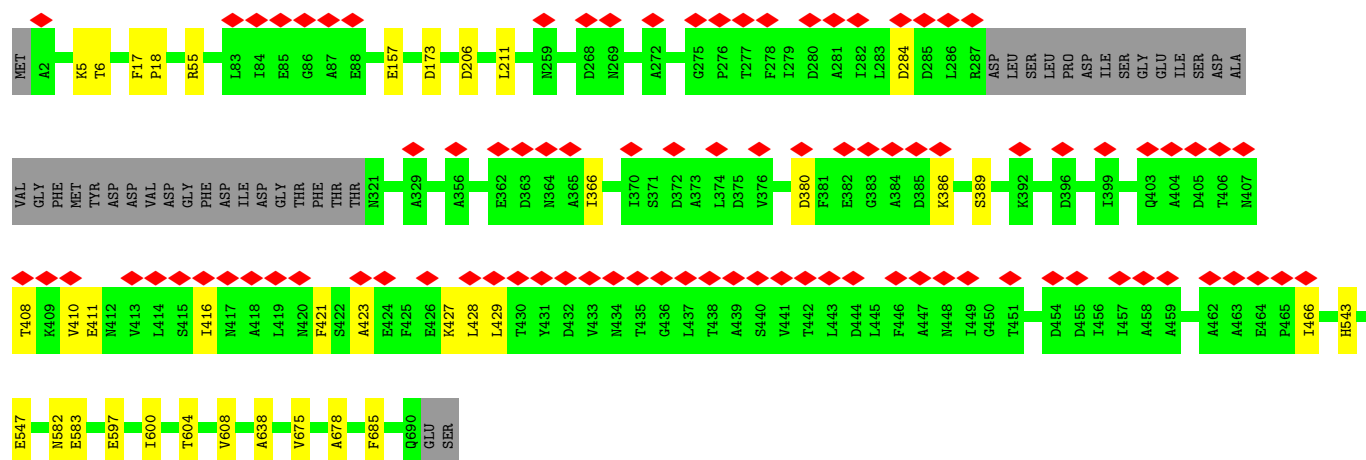 MET A2 K5 T6 F17 P18 R55 L83 I84 E85 G86 A87 E88 E157 D173 D206 L211 N259 D268 N269 A272 G275 P276 T277 F278 I279 D280 A281 I282 L283 D284 D285 L286 R287 ASP LEU SER LEU PRO ASP ILE SER GLY GLU ILE SER ASP ALA
VAL GLY PHE MET TYR ASP ASP VAL ASP GLY PHE ASP ILE ASP GLY THR PHE THR THR N321 A329 A356 E362 D363 N364 A365 I366 I370 S371 D372 A373 L374 D375 V376 D380 F381 E382 G383 A384 D385 K386 S389 K392 D396 I399 Q403 A404 D405 T406 N407
T408 K409 V410 E411 N412 V413 L414 S415 I416 N417 A418 L419 N420 F421 S422 A423 E424 F425 E426 K427 L428 L429 T430 Y431 D432 V433 N434 T435 G436 L437 T438 A439 S440 V441 T442 L443 D444 L445 F446 A447 N448 I449 G450 T451 D454 D455 I456 I457 A458 A459 A462 A463 E464 P465 I466 H543
E547 N582 E583 E597 I600 T604 V608 A638 V675 A678 F685 Q690 GLU SER